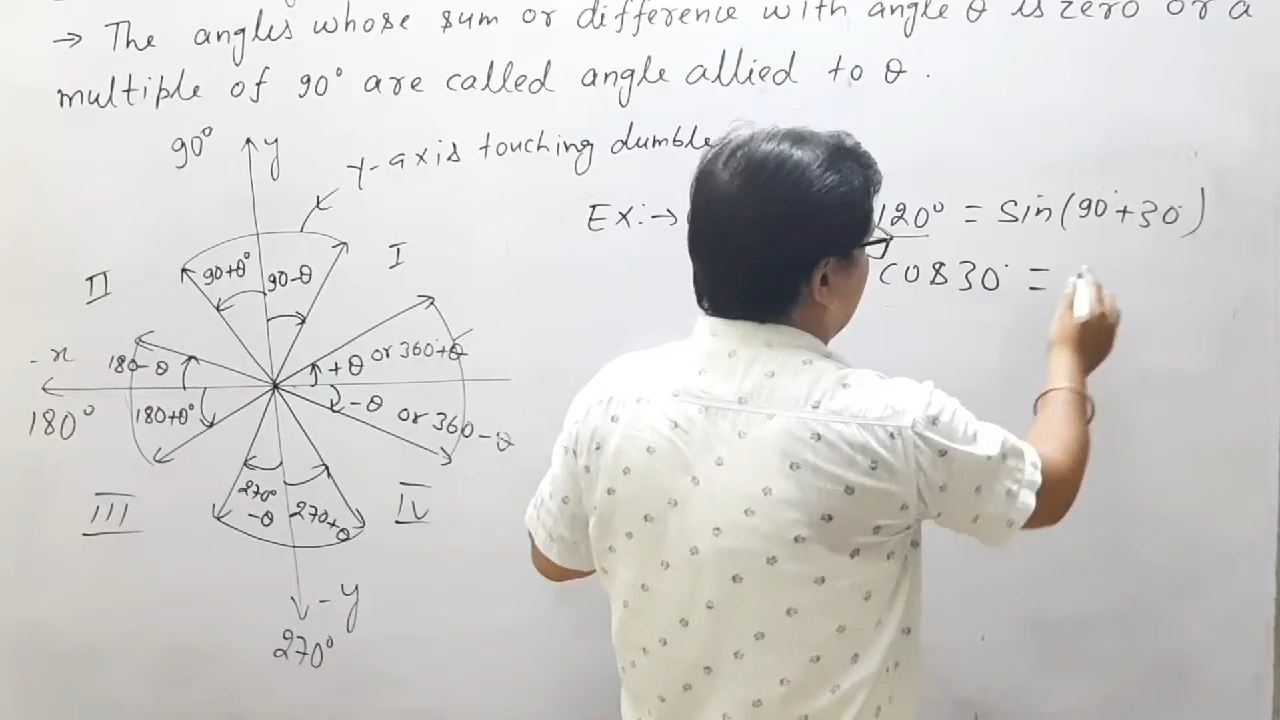 → The angles whose sum or difference with angle θ is zero or a
multiple of 90° are called angle allied to θ .
90°
y
y-axis touching dumble
Ex:→
120° = sin(90°+30°)
cos30° =
II
90+θ°
90-θ
I
-x
180-θ
+θ or 360+θ
180°
180+θ°
-θ or 360-θ
III
270°
-θ
270+θ
IV
-y
270°